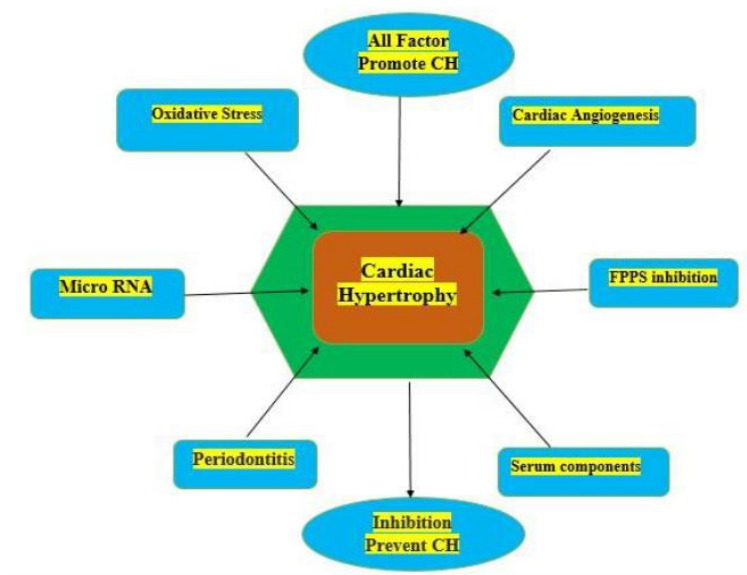 All Factor
Promote CH
Oxidative Stress
Cardiac Angiogenesis
Cardiac
Hypertrophy
Micro RNA
FPPS inhibition
Periodontitis
Serum components
Inhibition
Prevent CH